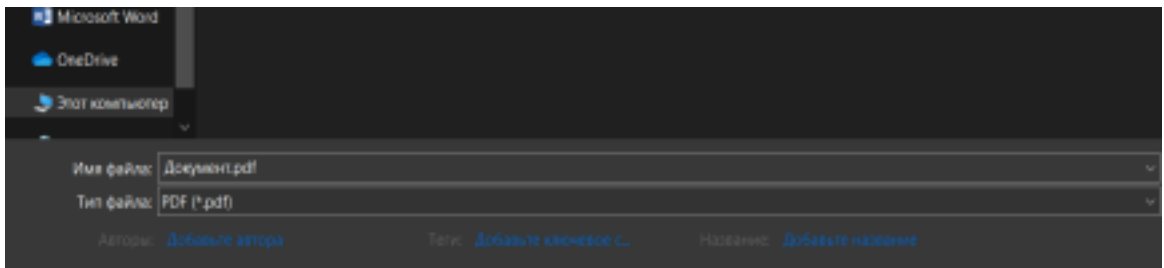 Microsoft Word
OneDrive
Этот компьютер
Имя файла: Документ.pdf
Тип файла: PDF (*.pdf)
Авторы: Добавьте автора Теги: Добавьте ключевое с... Название: Добавьте название